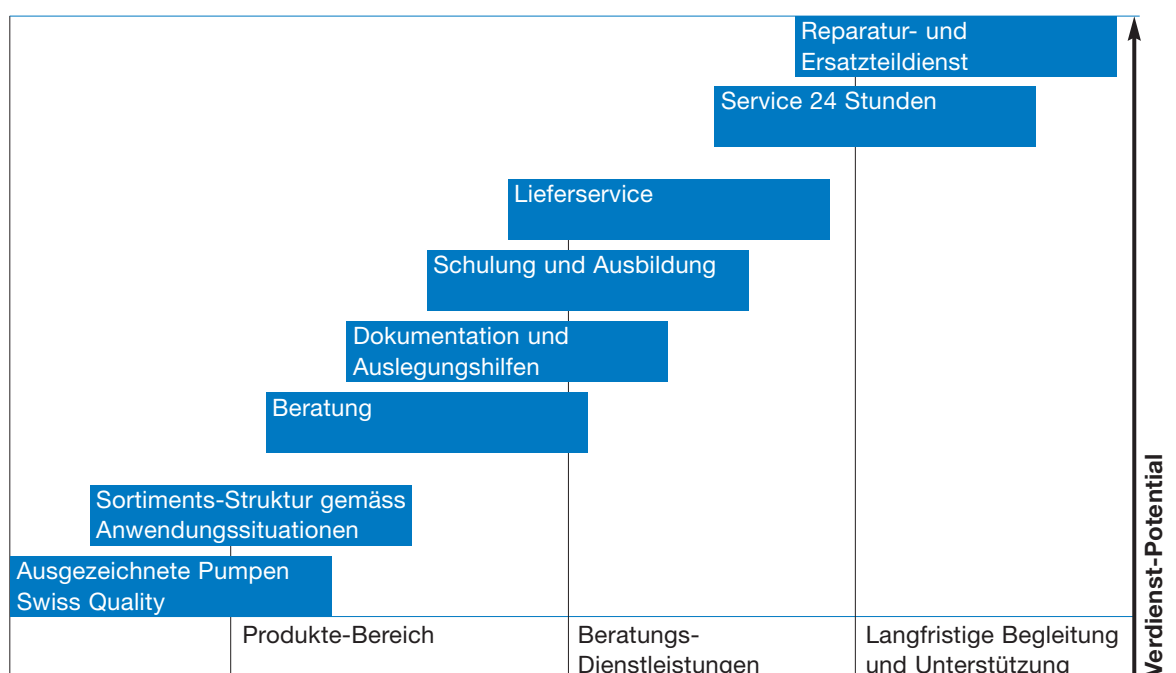 Reparatur- und
Ersatzteildienst
Service 24 Stunden
Lieferservice
Schulung und Ausbildung
Dokumentation und
Auslegungshilfen
Beratung
Sortiments-Struktur gemäss
Anwendungssituationen
Ausgezeichnete Pumpen
Swiss Quality
Produkte-Bereich
Beratungs-
Dienstleistungen
Langfristige Begleitung
und Unterstützung
Verdienst-Potential